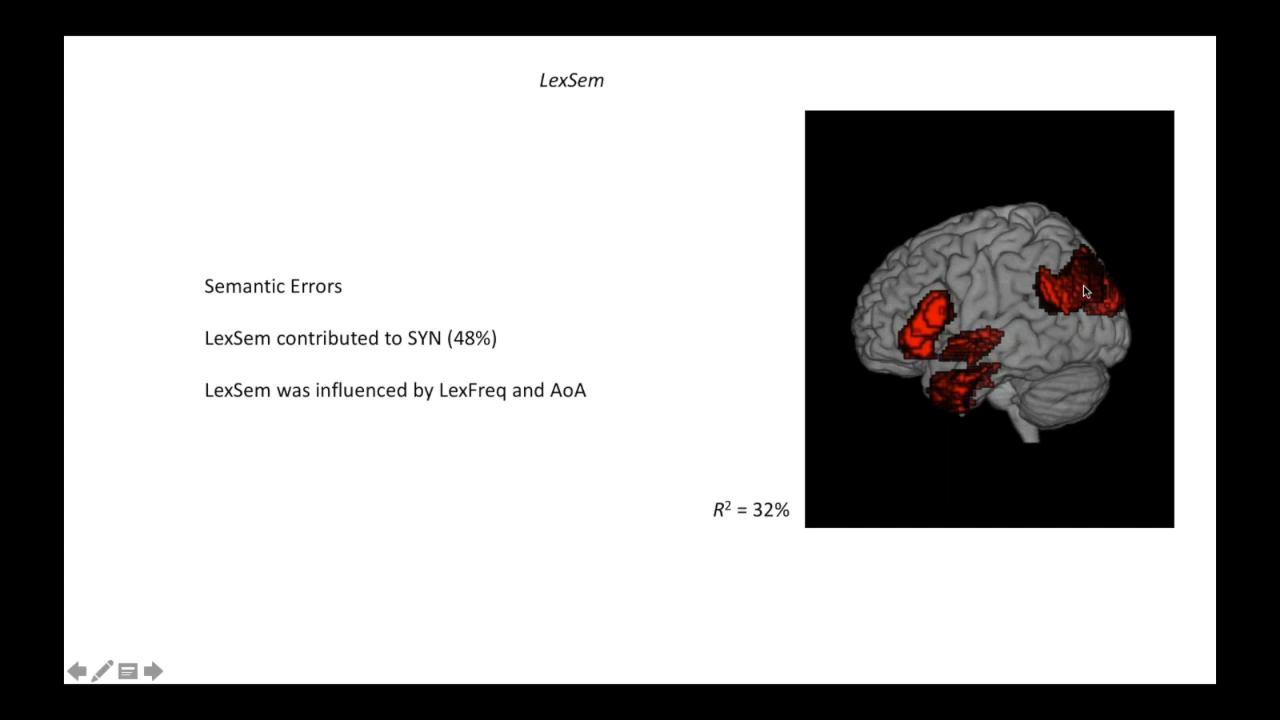 LexSem
Semantic Errors
LexSem contributed to SYN (48%)
LexSem was influenced by LexFreq and AoA
R² = 32%